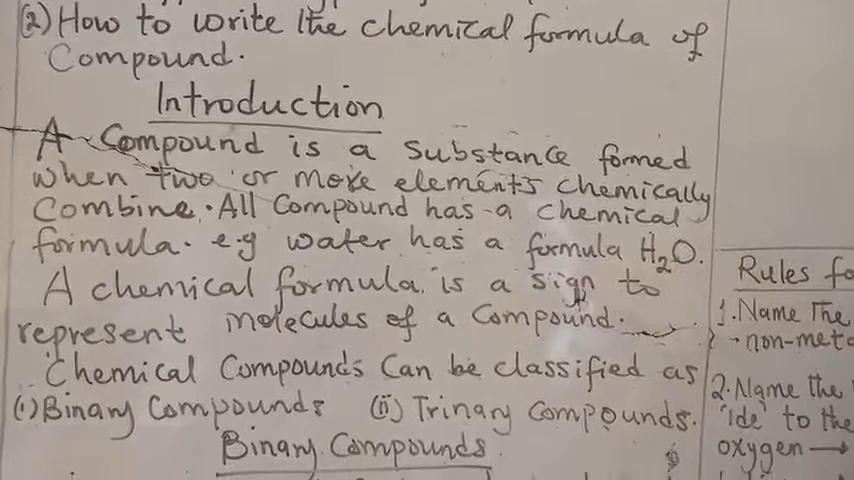 (2) How to write the chemical formula of
Compound.
Introduction
A Compound is a substance formed
when two or more elements chemically
Combine. All Compound has a chemical
formula. e.g water has a formula H₂O.
A chemical formula is a sign to
represent molecules of a Compound.
Chemical Compounds Can be classified as
(i) Binary Compounds (ii) Trinary Compounds.
Binary Compounds
Rules fo
1. Name The
non-meta
2. Name the
'ide' to the
oxygen →